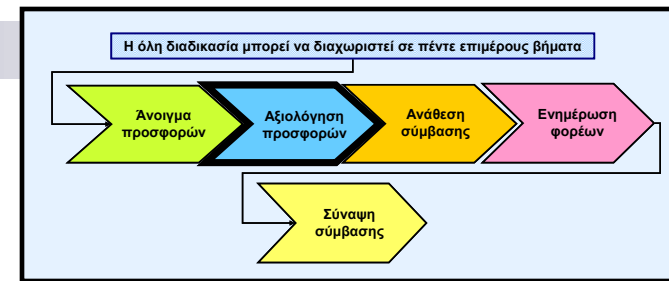 Η όλη διαδικασία μπορεί να διαχωριστεί σε πέντε επιμέρους βήματα
Άνοιγμα
προσφορών
Αξιολόγηση
προσφορών
Ανάθεση
σύμβασης
Ενημέρωση
φορέων
Σύναψη
σύμβασης